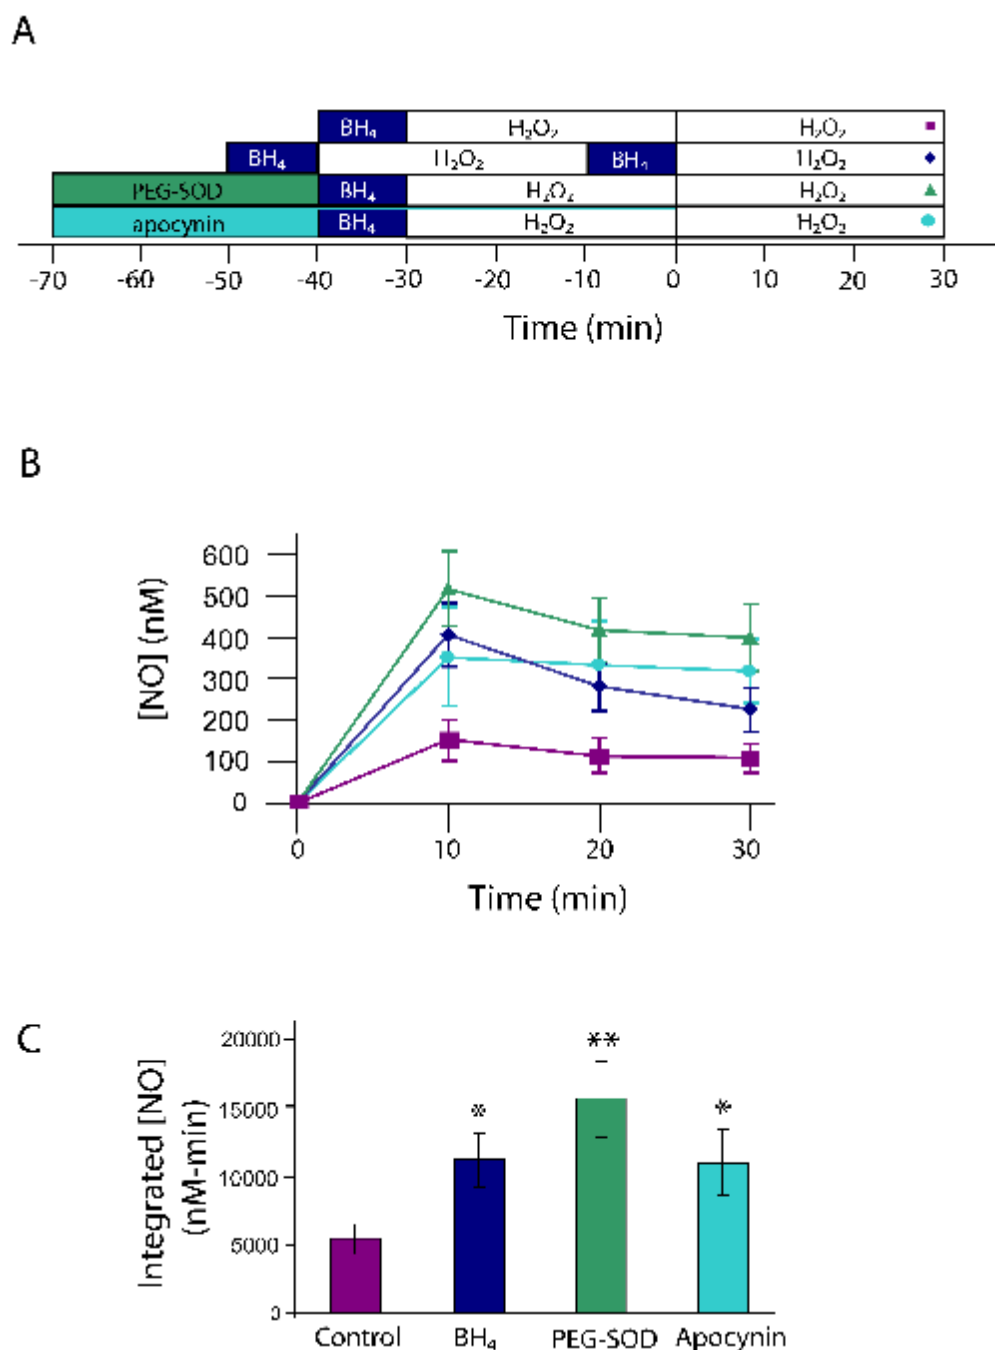 A
BH₄ H₂O₂ H₂O₂
BH₄ H₂O₂ BH₄ H₂O₂
PEG-SOD BH₄ H₂O₂ H₂O₂
apocynin BH₄ H₂O₂ H₂O₂
-70 -60 -50 -40 -30 -20 -10 0 10 20 30
Time (min)
B
[NO] (nM)
600
500
400
300
200
100
0
0 10 20 30
Time (min)
C
Integrated [NO]
(nM-min)
20000
15000
10000
5000
0
* ** *
Control BH₄ PEG-SOD Apocynin